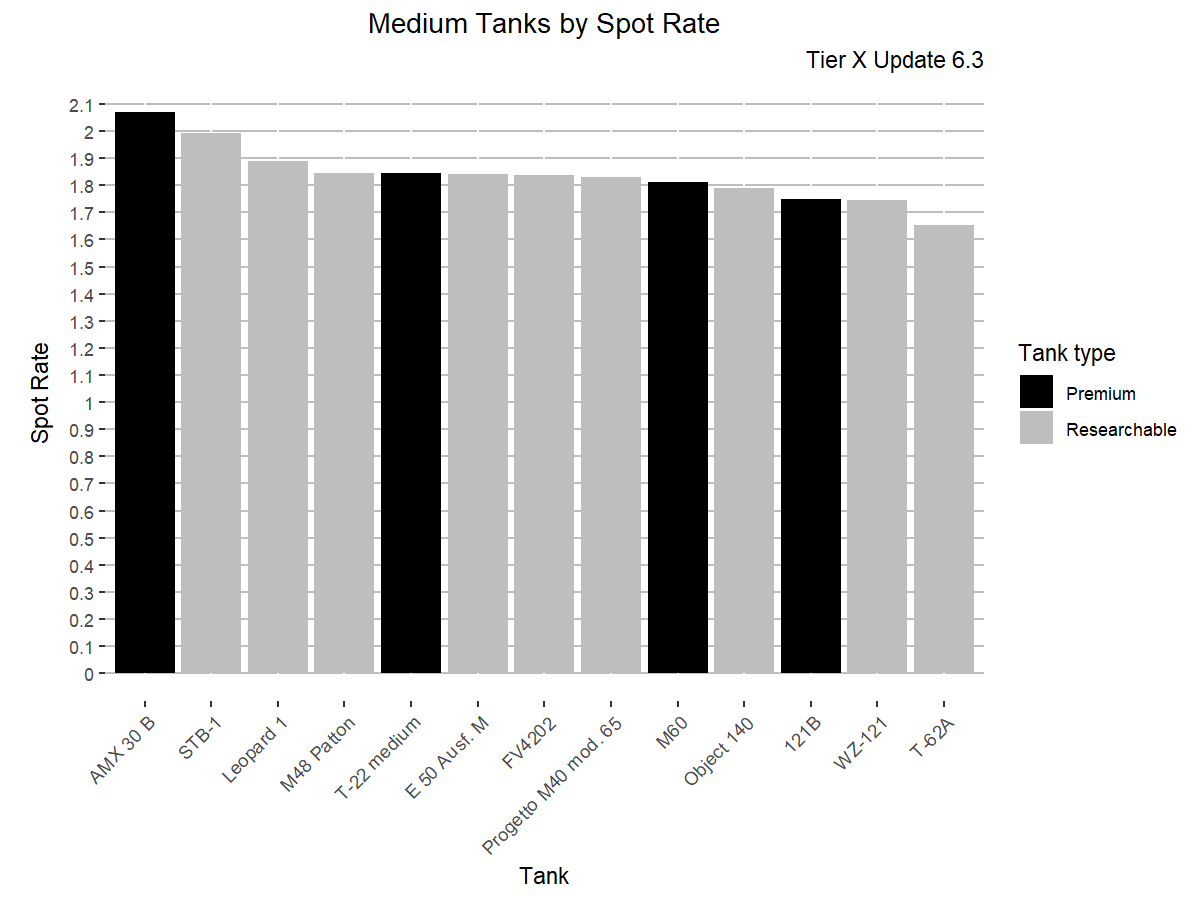 Medium Tanks by Spot Rate
Tier X Update 6.3
Spot Rate
2.1
2
1.9
1.8
1.7
1.6
1.5
1.4
1.3
1.2
1.1
1
0.9
0.8
0.7
0.6
0.5
0.4
0.3
0.2
0.1
0
AMX 30 B
STB-1
Leopard 1
M48 Patton
T-22 medium
E 50 Ausf. M
FV4202
Progetto M40 mod. 65
M60
Object 140
121B
WZ-121
T-62A
Tank
Tank type
Premium
Researchable